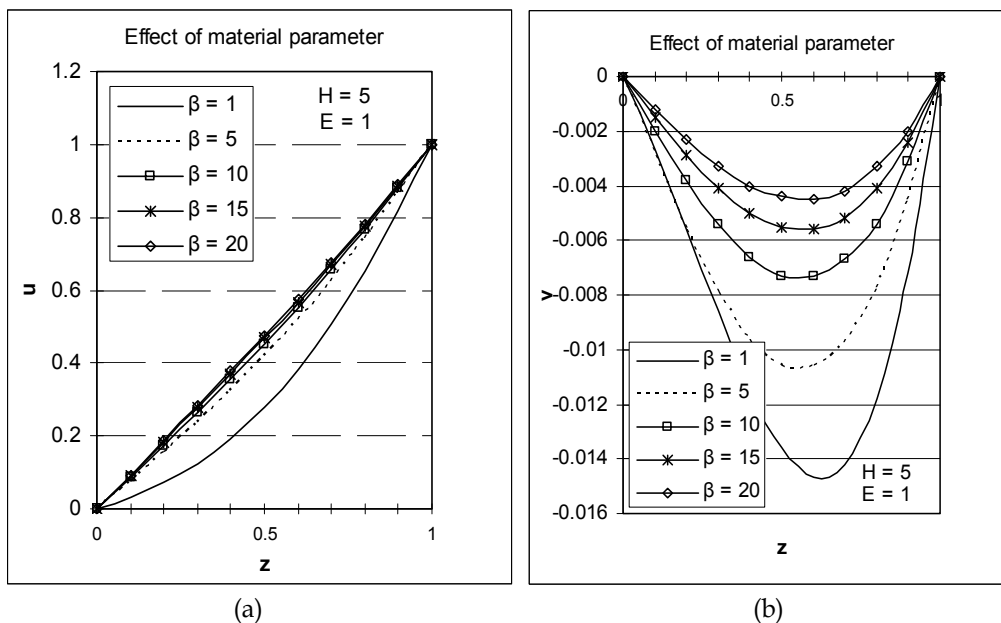 Effect of material parameter
1.2
1
0.8
0.6
0.4
0.2
0
u
β = 1
β = 5
β = 10
β = 15
β = 20
H = 5
E = 1
0
0.5
1
z
(a)
Effect of material parameter
0
-0.002
-0.004
-0.006
-0.008
-0.01
-0.012
-0.014
-0.016
v
0
0.5
1
β = 1
β = 5
β = 10
β = 15
β = 20
H = 5
E = 1
z
(b)